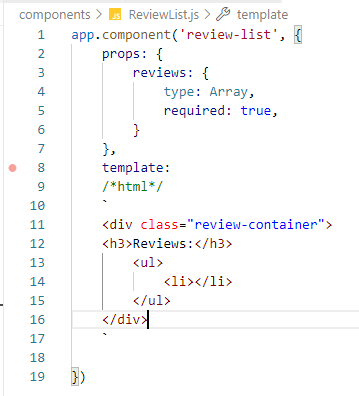 components > JS ReviewList.js > template
1 app.component('review-list', {
2     props: {
3         reviews: {
4             type: Array,
5             required: true,
6         }
7     },
8     template:
9     /*html*/
10     `
11     <div class="review-container">
12     <h3>Reviews:</h3>
13         <ul>
14             <li></li>
15         </ul>
16     </div>
17     `
18
19 })